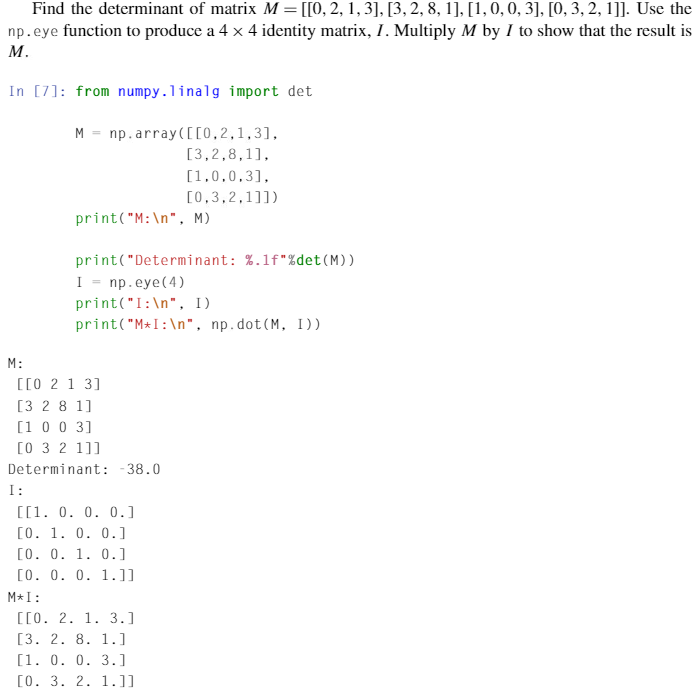 Find the determinant of matrix M = [[0, 2, 1, 3], [3, 2, 8, 1], [1, 0, 0, 3], [0, 3, 2, 1]]. Use the
np.eye function to produce a 4 × 4 identity matrix, I. Multiply M by I to show that the result is
M.
In [7]: from numpy.linalg import det
M = np.array([[0,2,1,3],
[3,2,8,1],
[1,0,0,3],
[0,3,2,1]])
print("M:\n", M)
print("Determinant: %.1f"%det(M))
I = np.eye(4)
print("I:\n", I)
print("M*I:\n", np.dot(M, I))
M:
[[0 2 1 3]
[3 2 8 1]
[1 0 0 3]
[0 3 2 1]]
Determinant: -38.0
I:
[[1. 0. 0. 0.]
[0. 1. 0. 0.]
[0. 0. 1. 0.]
[0. 0. 0. 1.]]
M*I:
[[0. 2. 1. 3.]
[3. 2. 8. 1.]
[1. 0. 0. 3.]
[0. 3. 2. 1.]]